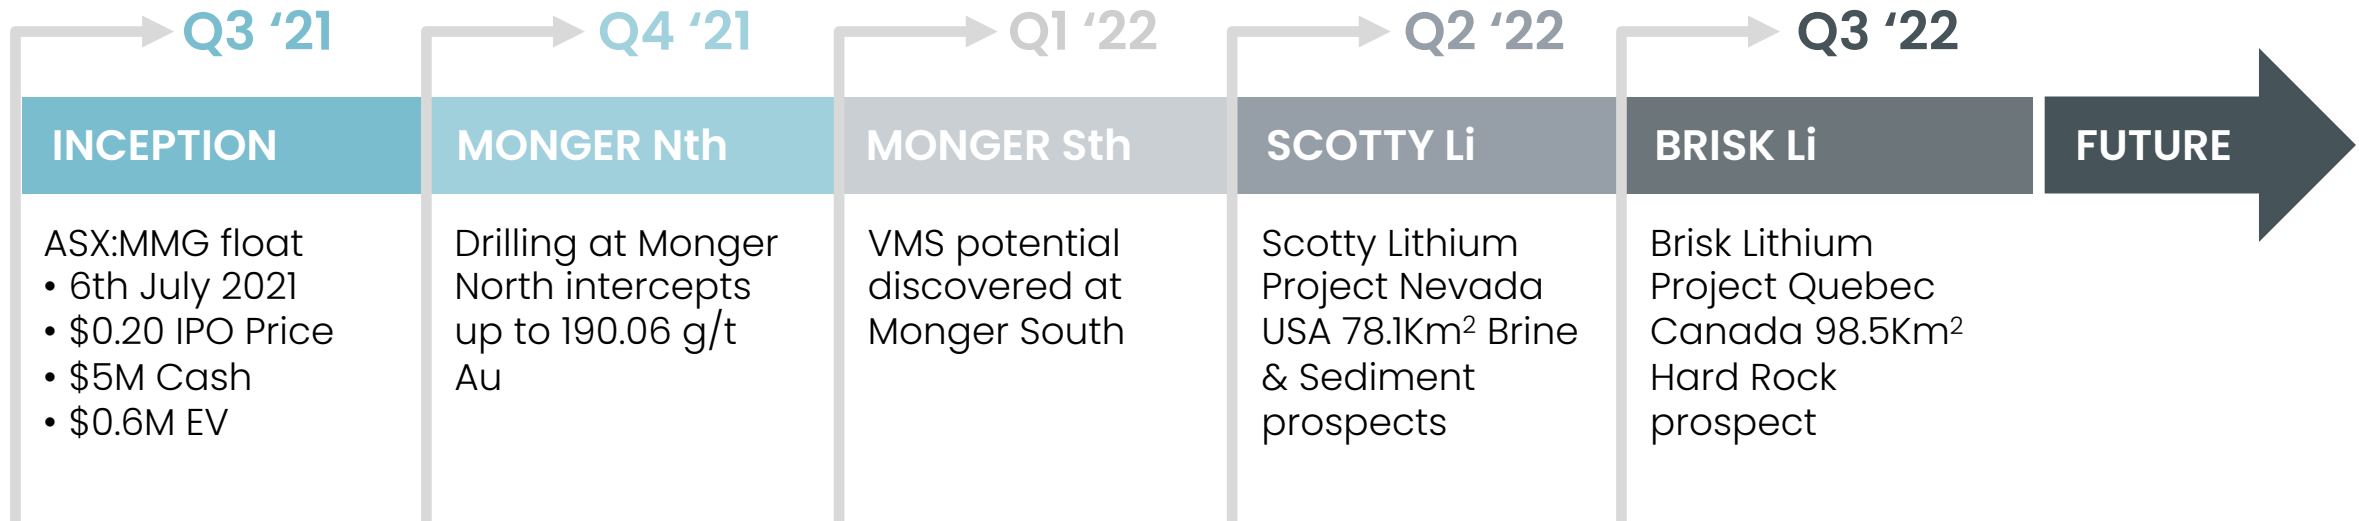 Q3 ‘21
Q4 ‘21
Q1 ‘22
Q2 ‘22
Q3 ‘22
INCEPTION
MONGER Nth
MONGER Sth
SCOTTY Li
BRISK Li
FUTURE
ASX:MMG float
• 6th July 2021
• $0.20 IPO Price
• $5M Cash
• $0.6M EV
Drilling at Monger
North intercepts
up to 190.06 g/t
Au
VMS potential
discovered at
Monger South
Scotty Lithium
Project Nevada
USA 78.1Km² Brine
& Sediment
prospects
Brisk Lithium
Project Quebec
Canada 98.5Km²
Hard Rock
prospect